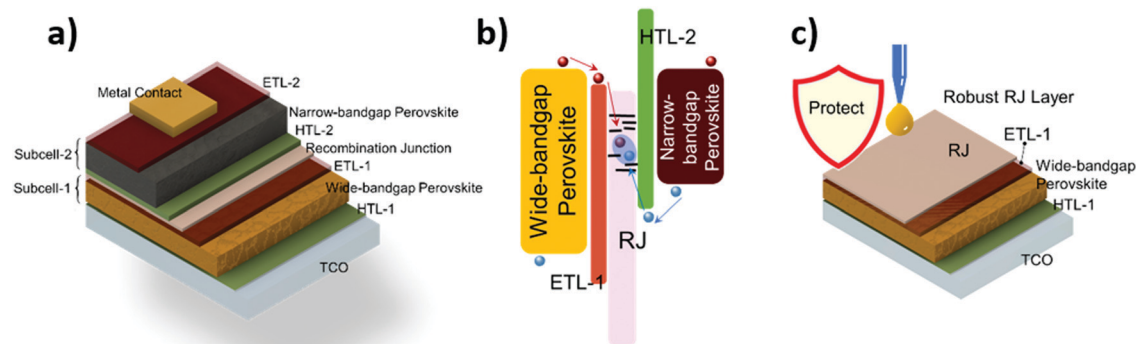 a)
Metal Contact
ETL-2
Narrow-bandgap Perovskite
HTL-2
Recombination Junction
ETL-1
Wide-bandgap Perovskite
HTL-1
Subcell-2
Subcell-1
TCO
b)
HTL-2
Wide-bandgap
Perovskite
Narrow-
bandgap
Perovskite
RJ
ETL-1
c)
Protect
Robust RJ Layer
ETL-1
RJ
Wide-bandgap
Perovskite
HTL-1
TCO